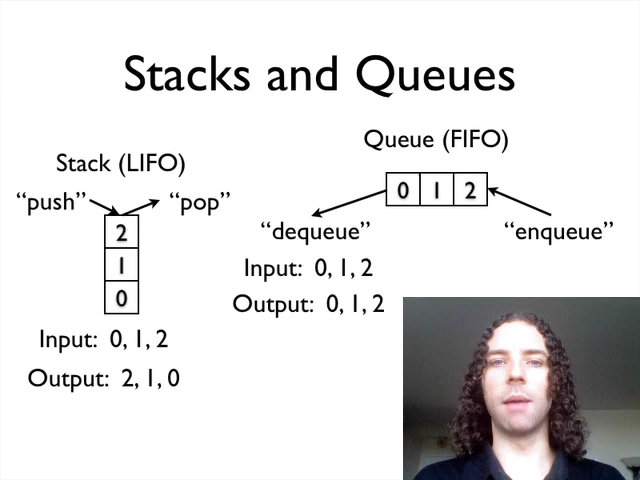 Stacks and Queues
Stack (LIFO)
“push”
“pop”
2
1
0
Input: 0, 1, 2
Output: 2, 1, 0
Queue (FIFO)
0 1 2
“dequeue”
“enqueue”
Input: 0, 1, 2
Output: 0, 1, 2